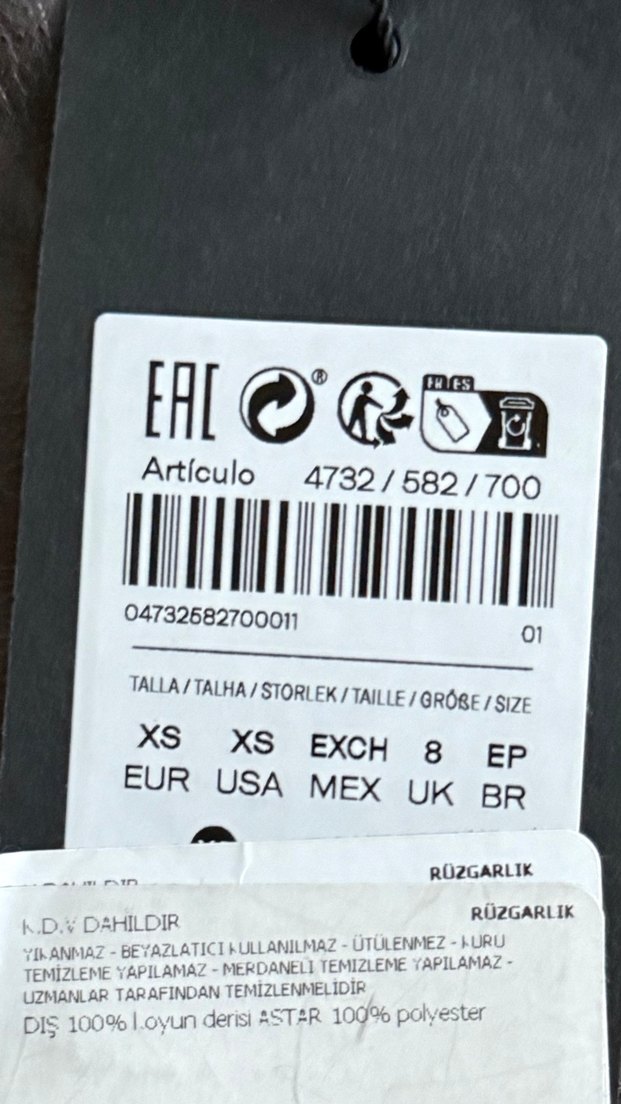 EAC
®
FR ES
Artículo 4732 / 582 / 700
04732582700011
01
TALLA / TALHA / STORLEK / TAILLE / GRÖßE / SIZE
XS XS EXCH 8 EP
EUR USA MEX UK BR
RÜZGARLIK
K.D.V DAHİLDİR RÜZGARLIK
YIKANMAZ - BEYAZLATICI KULLANILMAZ - ÜTÜLENMEZ - KURU
TEMİZLEME YAPILAMAZ - MERDANELİ TEMİZLEME YAPILAMAZ -
UZMANLAR TARAFINDAN TEMİZLENMELİDİR
DIŞ 100% koyun derisi ASTAR 100% polyester